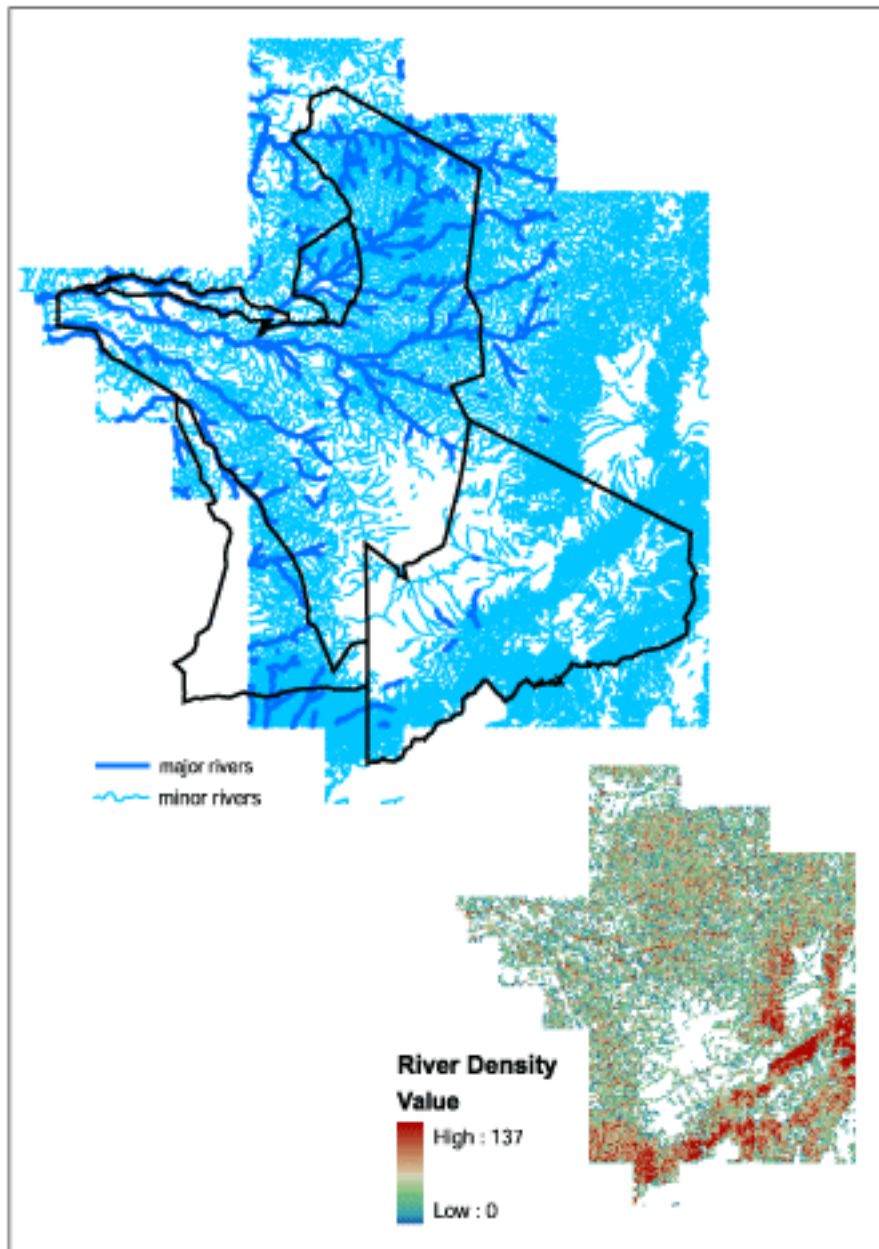 major rivers
minor rivers
River Density
Value
High : 137
Low : 0